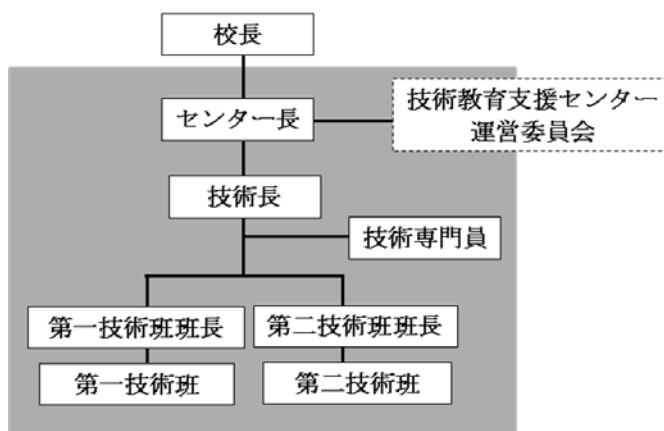 校長
センター長
技術教育支援センター
運営委員会
技術長
技術専門員
第一技術班班長
第二技術班班長
第一技術班
第二技術班